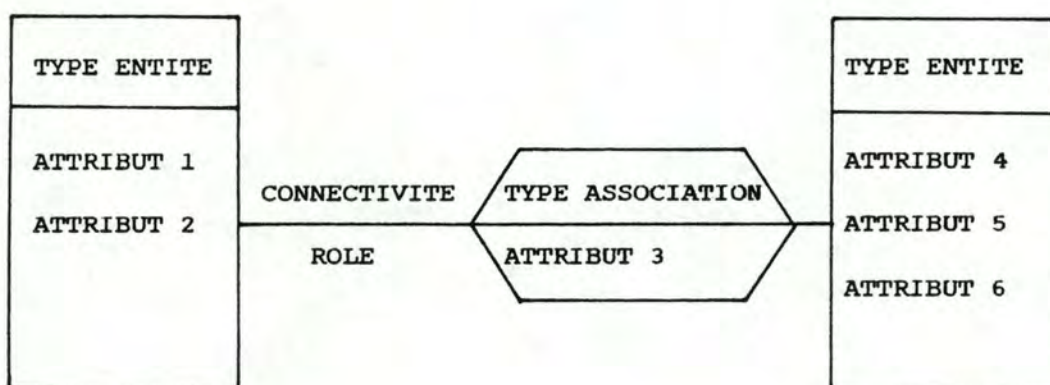 TYPE ENTITE
ATTRIBUT 1
ATTRIBUT 2
CONNECTIVITE
ROLE
TYPE ASSOCIATION
ATTRIBUT 3
TYPE ENTITE
ATTRIBUT 4
ATTRIBUT 5
ATTRIBUT 6